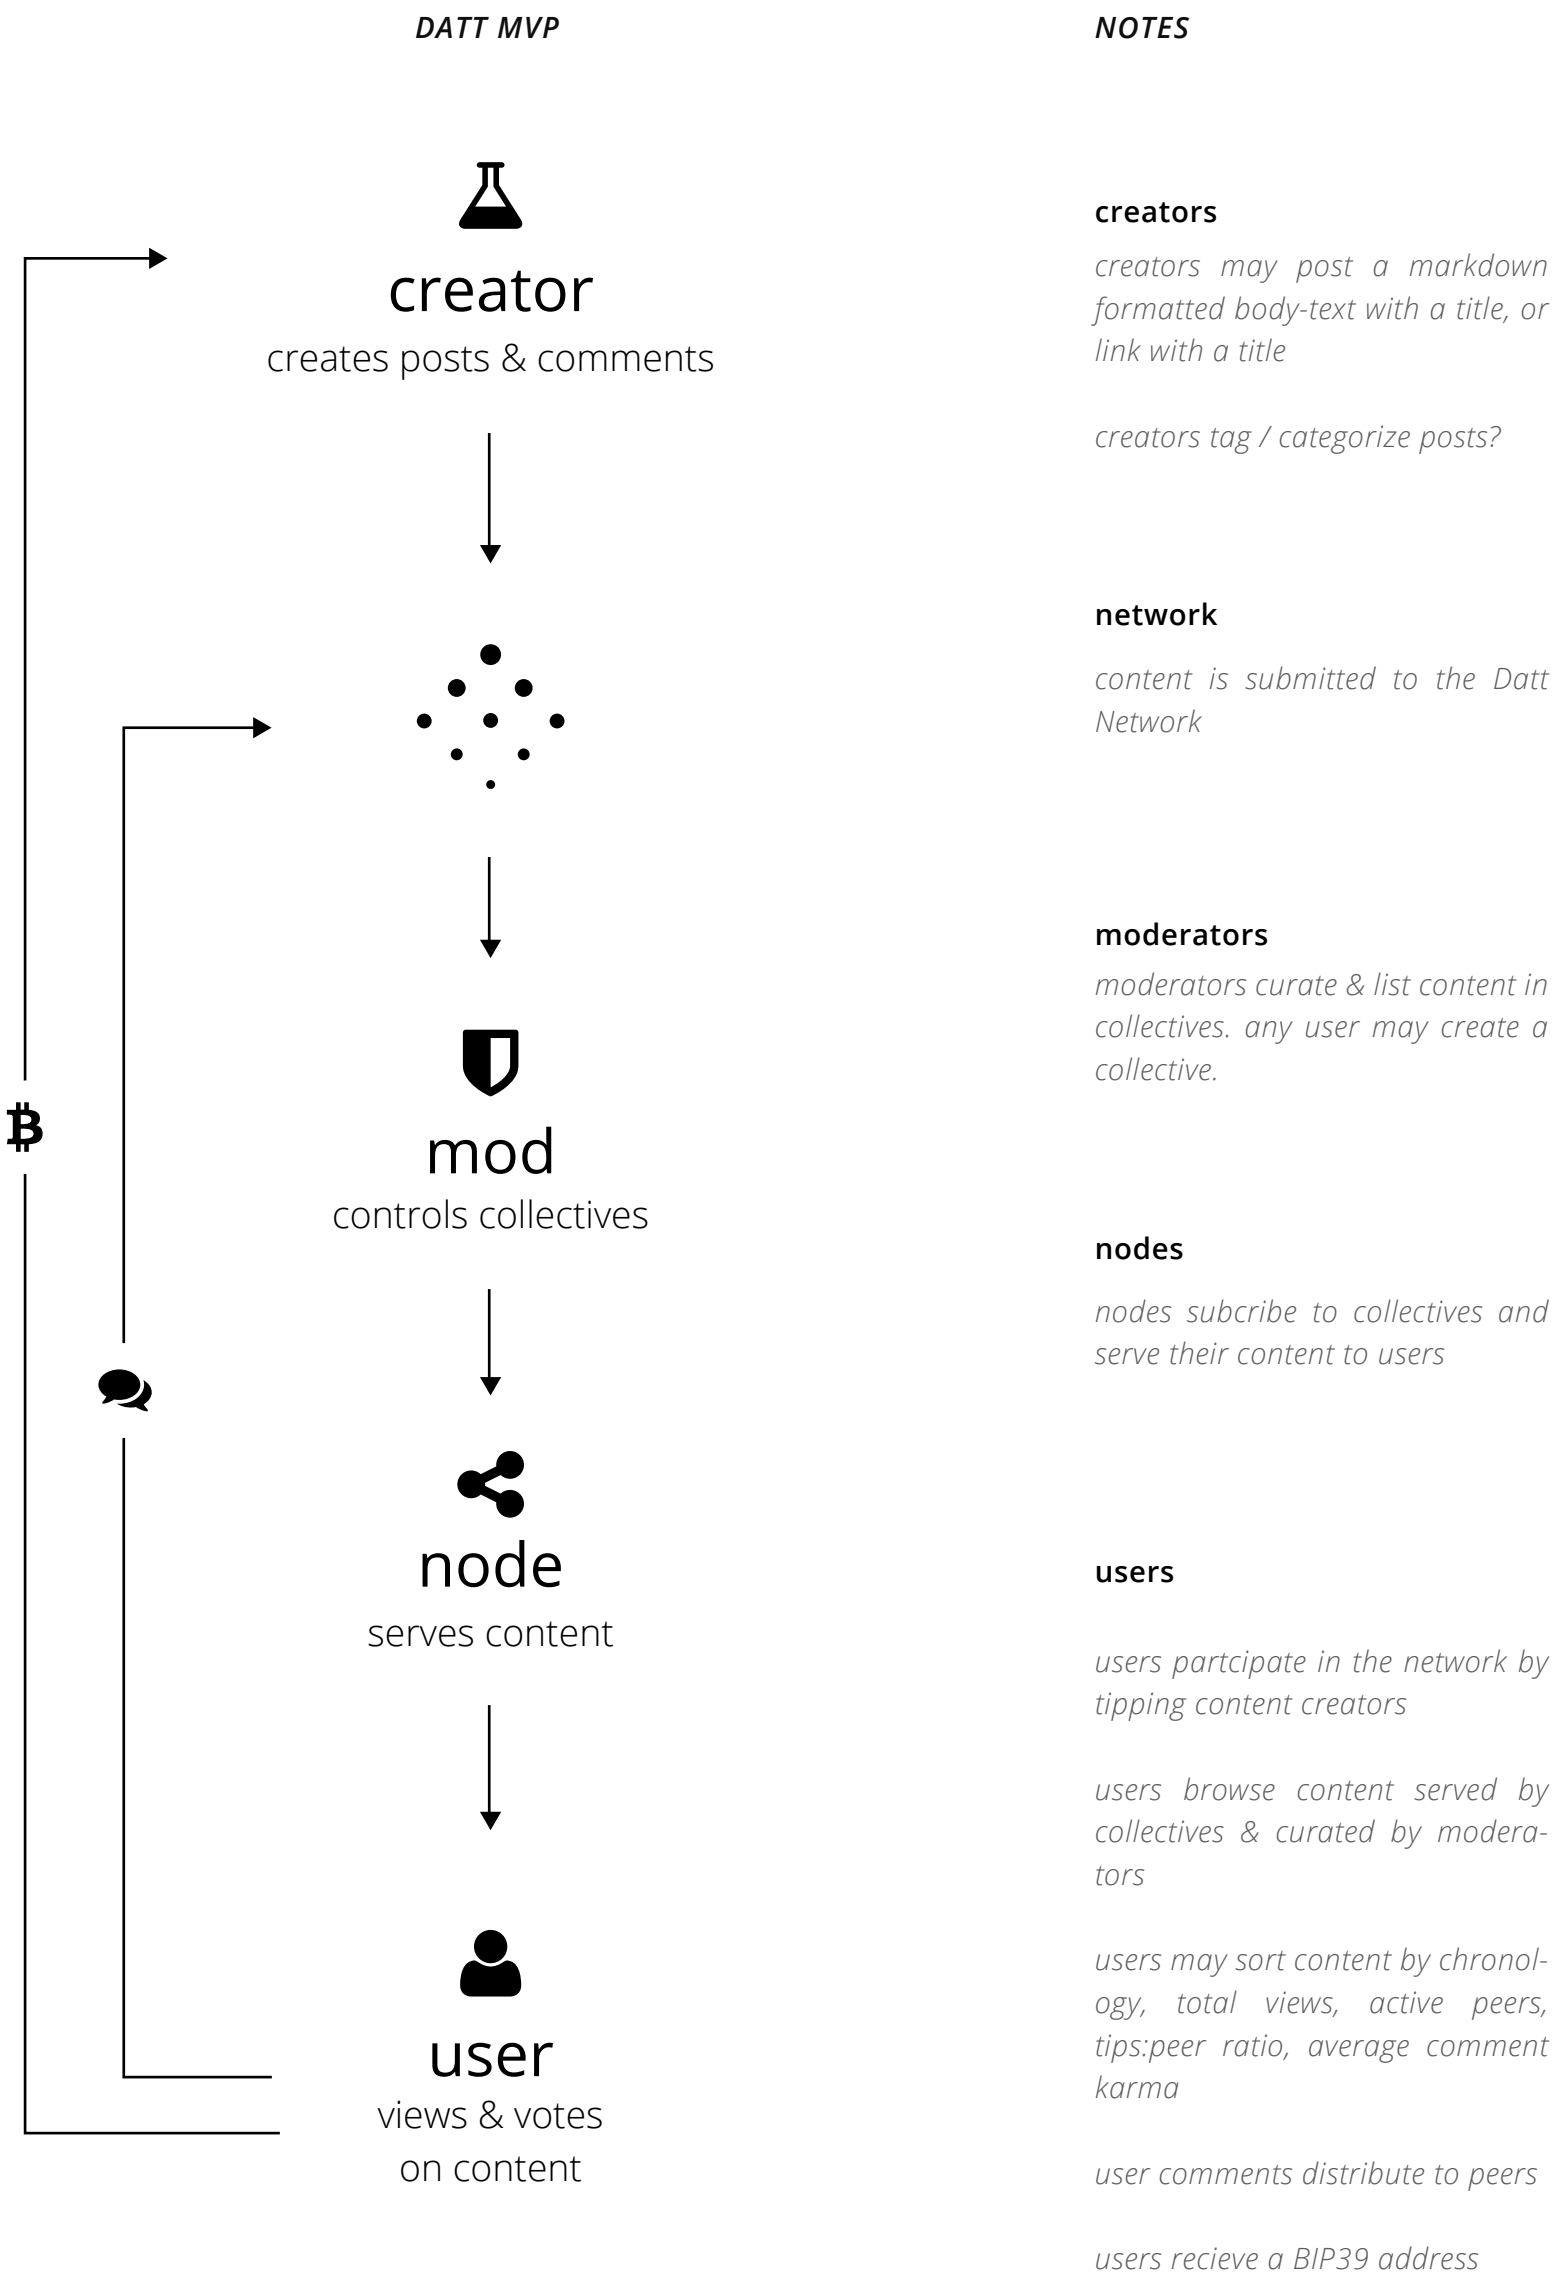 DATT MVP
creator
creates posts & comments
mod
controls collectives
node
serves content
user
views & votes
on content
NOTES
creators
creators may post a markdown
formatted body-text with a title, or
link with a title
creators tag / categorize posts?
network
content is submitted to the Datt
Network
moderators
moderators curate & list content in
collectives. any user may create a
collective.
nodes
nodes subcribe to collectives and
serve their content to users
users
users partcipate in the network by
tipping content creators
users browse content served by
collectives & curated by modera-
tors
users may sort content by chronol-
ogy, total views, active peers,
tips:peer ratio, average comment
karma
user comments distribute to peers
users recieve a BIP39 address